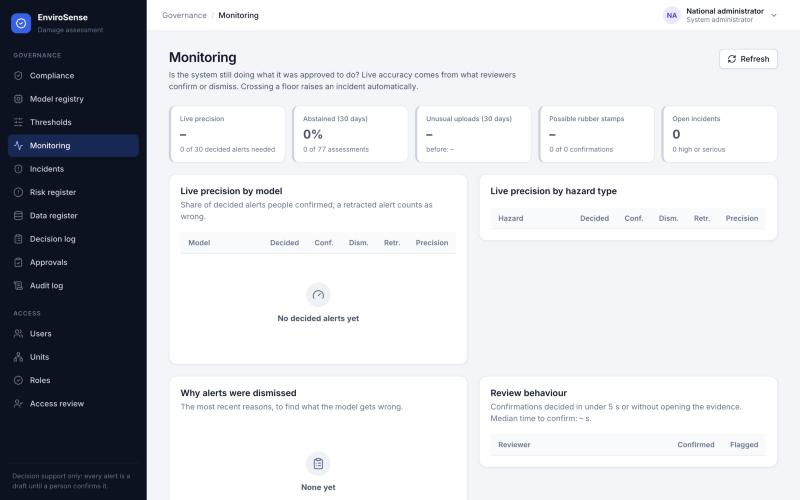 EnviroSense
Damage assessment
GOVERNANCE
Compliance
Model registry
Thresholds
Monitoring
Incidents
Risk register
Data register
Decision log
Approvals
Audit log
ACCESS
Users
Units
Roles
Access review
Decision support only: every alert is a
draft until a person confirms it.
Governance / Monitoring
NA
National administrator
System administrator
Monitoring
Is the system still doing what it was approved to do? Live accuracy comes from what reviewers
confirm or dismiss. Crossing a floor raises an incident automatically.
Refresh
Live precision
–
0 of 30 decided alerts needed
Abstained (30 days)
0%
0 of 77 assessments
Unusual uploads (30 days)
–
before: –
Possible rubber stamps
–
0 of 0 confirmations
Open incidents
0
0 high or serious
Live precision by model
Share of decided alerts people confirmed; a retracted alert counts as
wrong.
Model Decided Conf. Dism. Retr. Precision
No decided alerts yet
Live precision by hazard type
Hazard Decided Conf. Dism. Retr. Precision
Why alerts were dismissed
The most recent reasons, to find what the model gets wrong.
None yet
Review behaviour
Confirmations decided in under 5 s or without opening the evidence.
Median time to confirm: – s.
Reviewer Confirmed Flagged